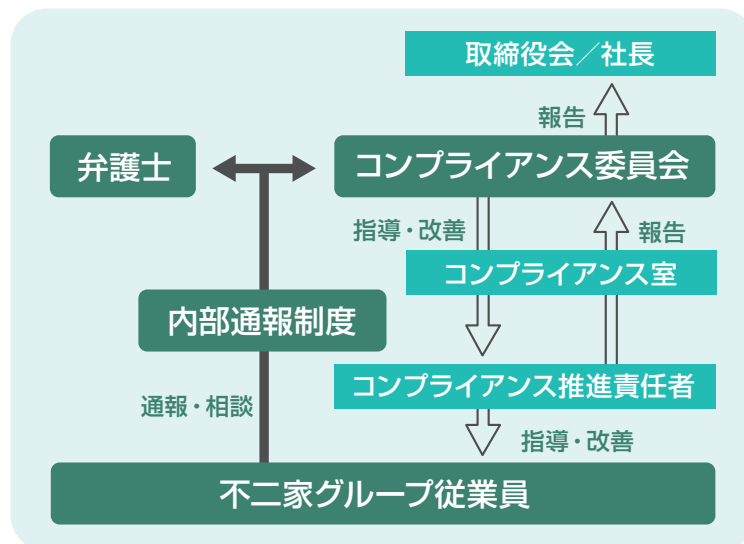 取締役会／社長
報告
弁護士
コンプライアンス委員会
指導・改善
報告
コンプライアンス室
内部通報制度
コンプライアンス推進責任者
通報・相談
指導・改善
不二家グループ従業員